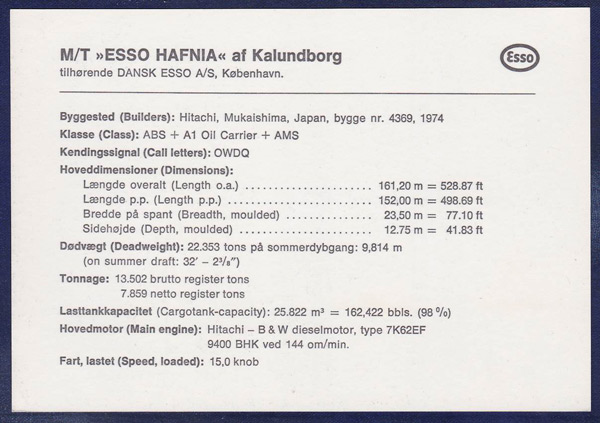 M/T »ESSO HAFNIA« af Kalundborg
tilhørende DANSK ESSO A/S, København.
Esso
Byggested (Builders): Hitachi, Mukaishima, Japan, bygge nr. 4369, 1974
Klasse (Class): ABS + A1 Oil Carrier + AMS
Kendingssignal (Call letters): OWDQ
Hoveddimensioner (Dimensions):
Længde overalt (Length o.a.) ........................ 161,20 m = 528.87 ft
Længde p.p. (Length p.p.) ........................... 152,00 m = 498.69 ft
Bredde på spant (Breadth, moulded) ............... 23,50 m = 77.10 ft
Sidehøjde (Depth, moulded) ......................... 12.75 m = 41.83 ft
Dødvægt (Deadweight): 22.353 tons på sommerdybgang: 9,814 m
(on summer draft: 32′ – 2³/₈″)
Tonnage: 13.502 brutto register tons
7.859 netto register tons
Lasttankkapacitet (Cargotank-capacity): 25.822 m³ = 162,422 bbls. (98 %)
Hovedmotor (Main engine): Hitachi – B & W dieselmotor, type 7K62EF
9400 BHK ved 144 om/min.
Fart, lastet (Speed, loaded): 15,0 knob